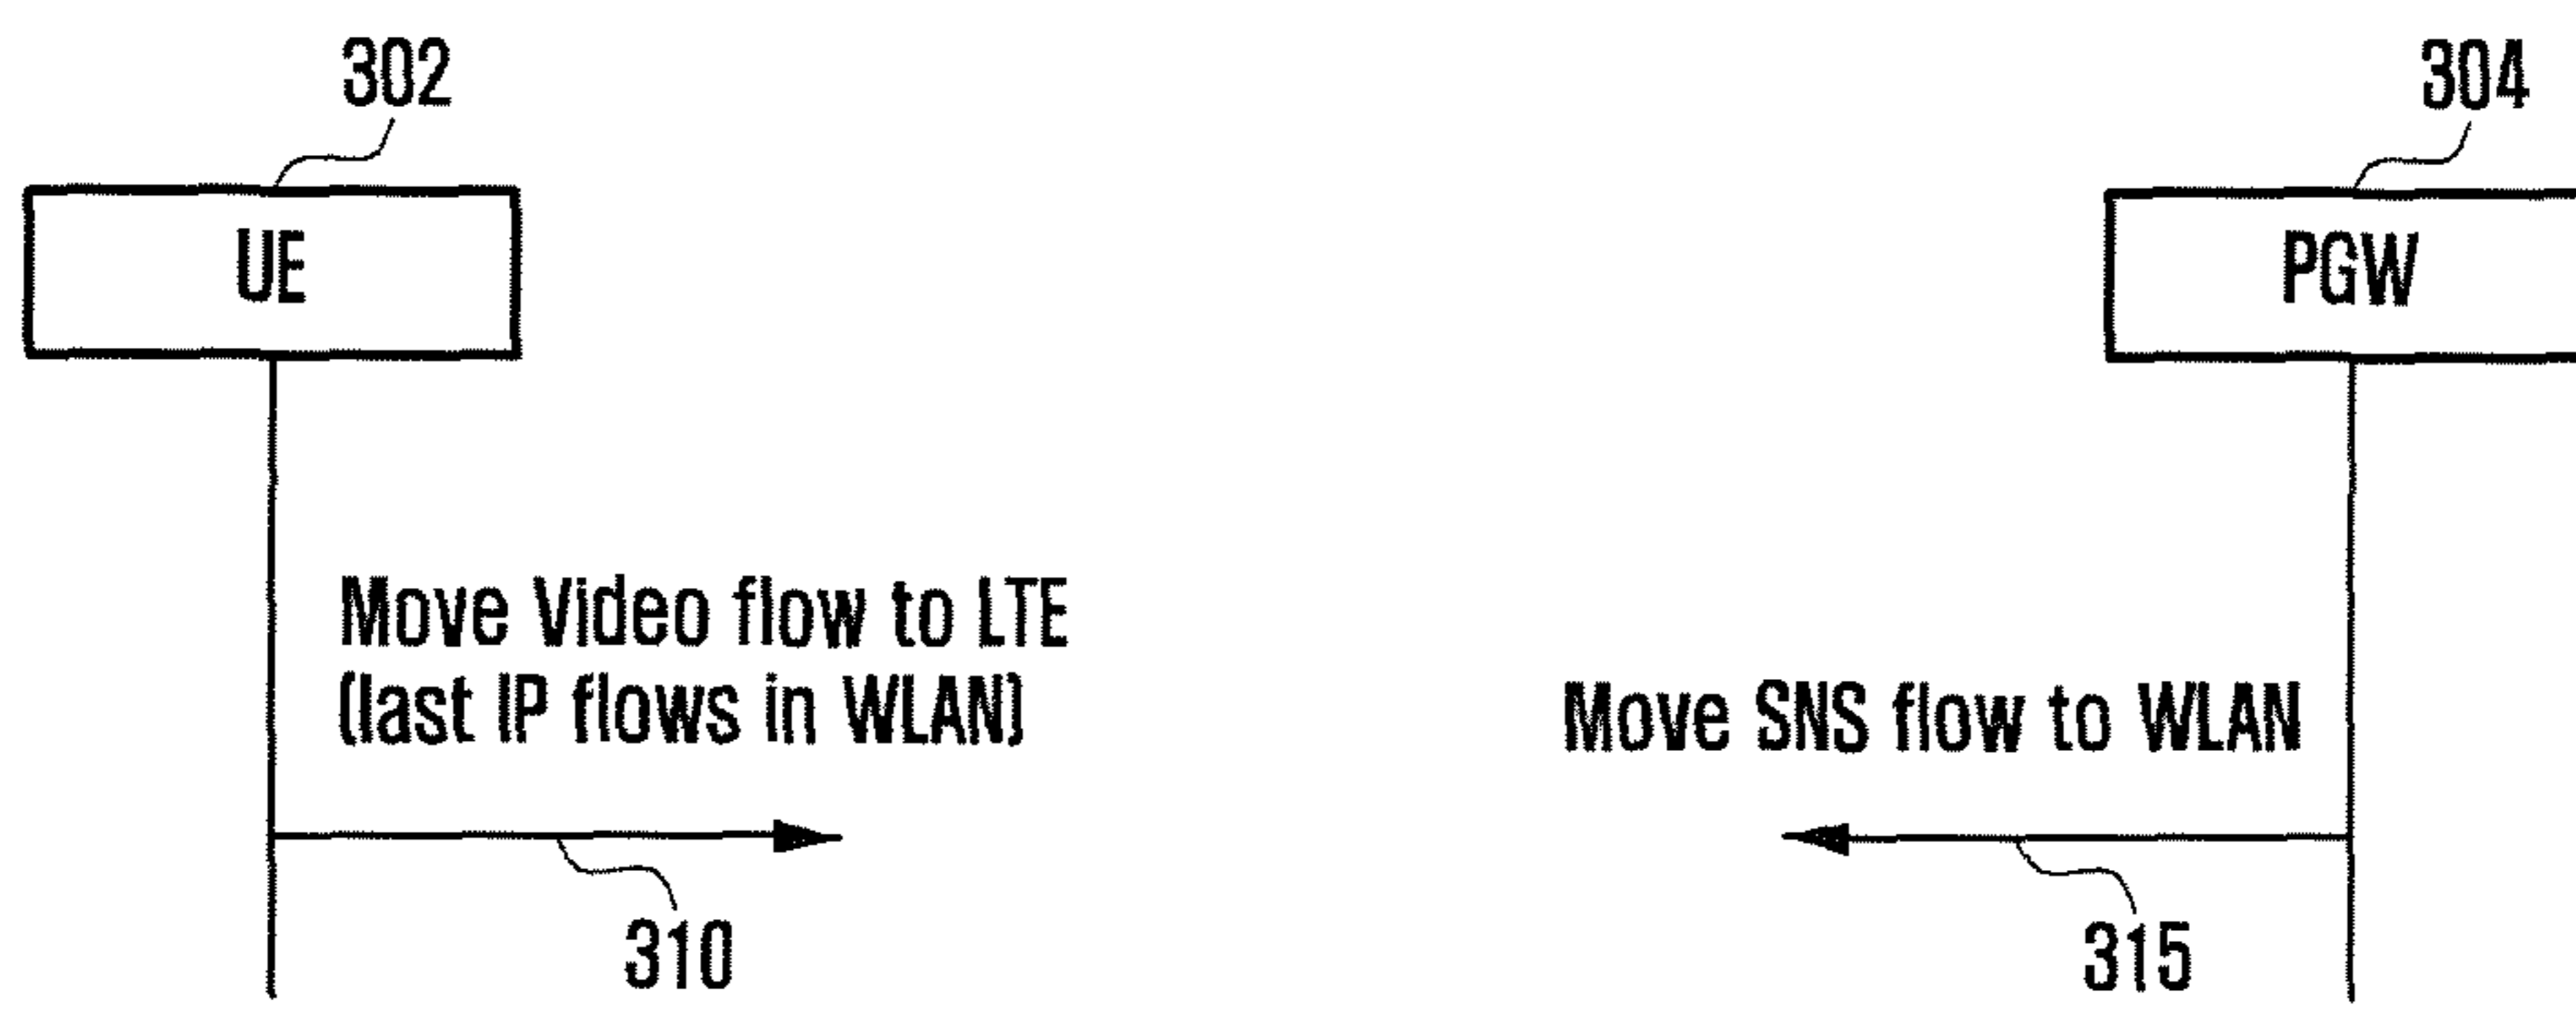 302
304
UE
PGW
Move Video flow to LTE
(last IP flows in WLAN)
Move SNS flow to WLAN
310
315